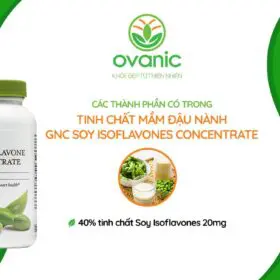 ovanic
KHỎE ĐẸP TỪ THIÊN NHIÊN
CÁC THÀNH PHẦN CÓ TRONG
TINH CHẤT MẦM ĐẬU NÀNH
GNC SOY ISOFLAVONES CONCENTRATE
FLAVONE
TRATE
40% tinh chất Soy Isoflavones 20mg